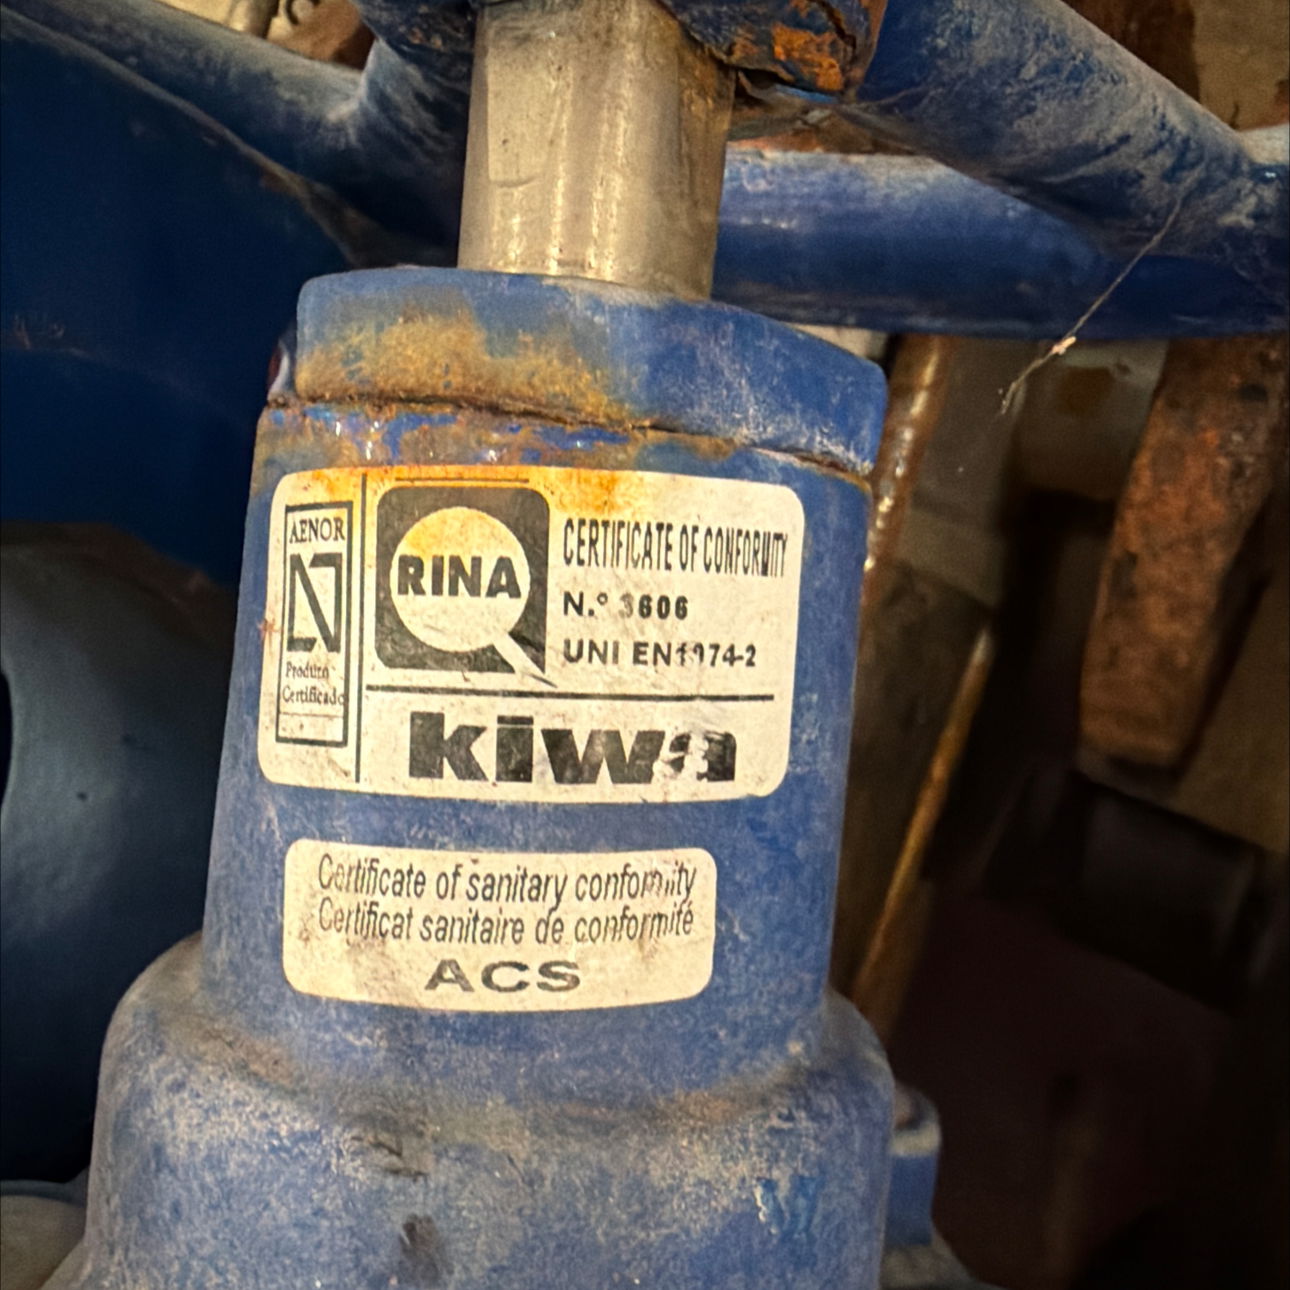 AENOR
Produto
Certificado
RINA
CERTIFICATE OF CONFORMITY
N.º 3606
UNI EN1074-2
kiwa
Certificate of sanitary conformity
Certificat sanitaire de conformité
ACS